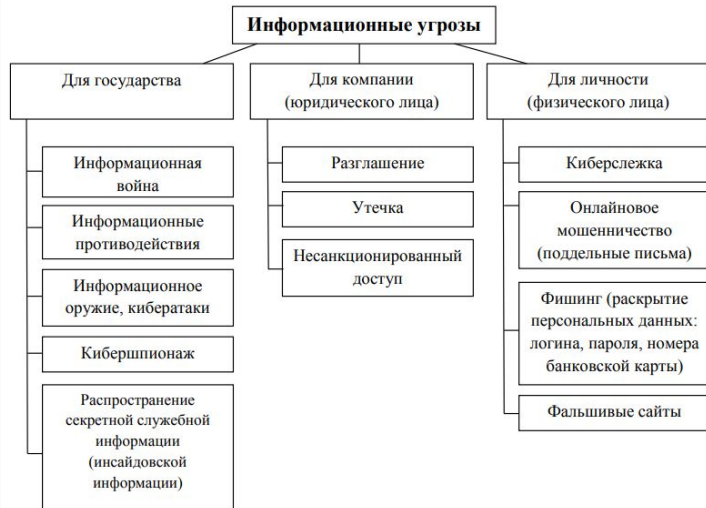 Информационные угрозы
Для государства
Информационная
война
Информационные
противодействия
Информационное
оружие, кибератаки
Кибершпионаж
Распространение
секретной служебной
информации
(инсайдовской
информации)
Для компании
(юридического лица)
Разглашение
Утечка
Несанкционированный
доступ
Для личности
(физического лица)
Киберслежка
Онлайновое
мошенничество
(поддельные письма)
Фишинг (раскрытие
персональных данных:
логина, пароля, номера
банковской карты)
Фальшивые сайты